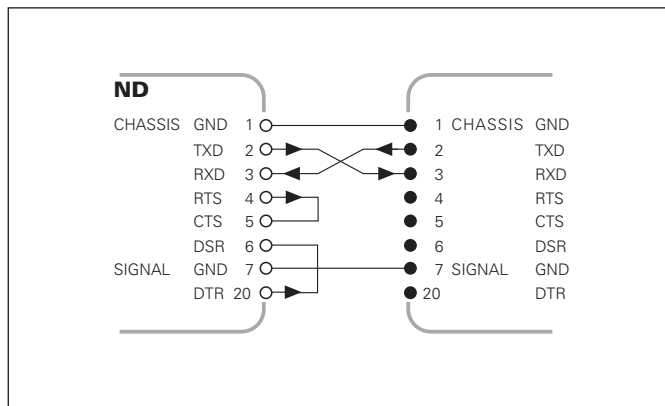 ND
CHASSIS GND 1 1 CHASSIS GND
TXD 2 2 TXD
RXD 3 3 RXD
RTS 4 4 RTS
CTS 5 5 CTS
DSR 6 6 DSR
SIGNAL GND 7 7 SIGNAL GND
DTR 20 20 DTR